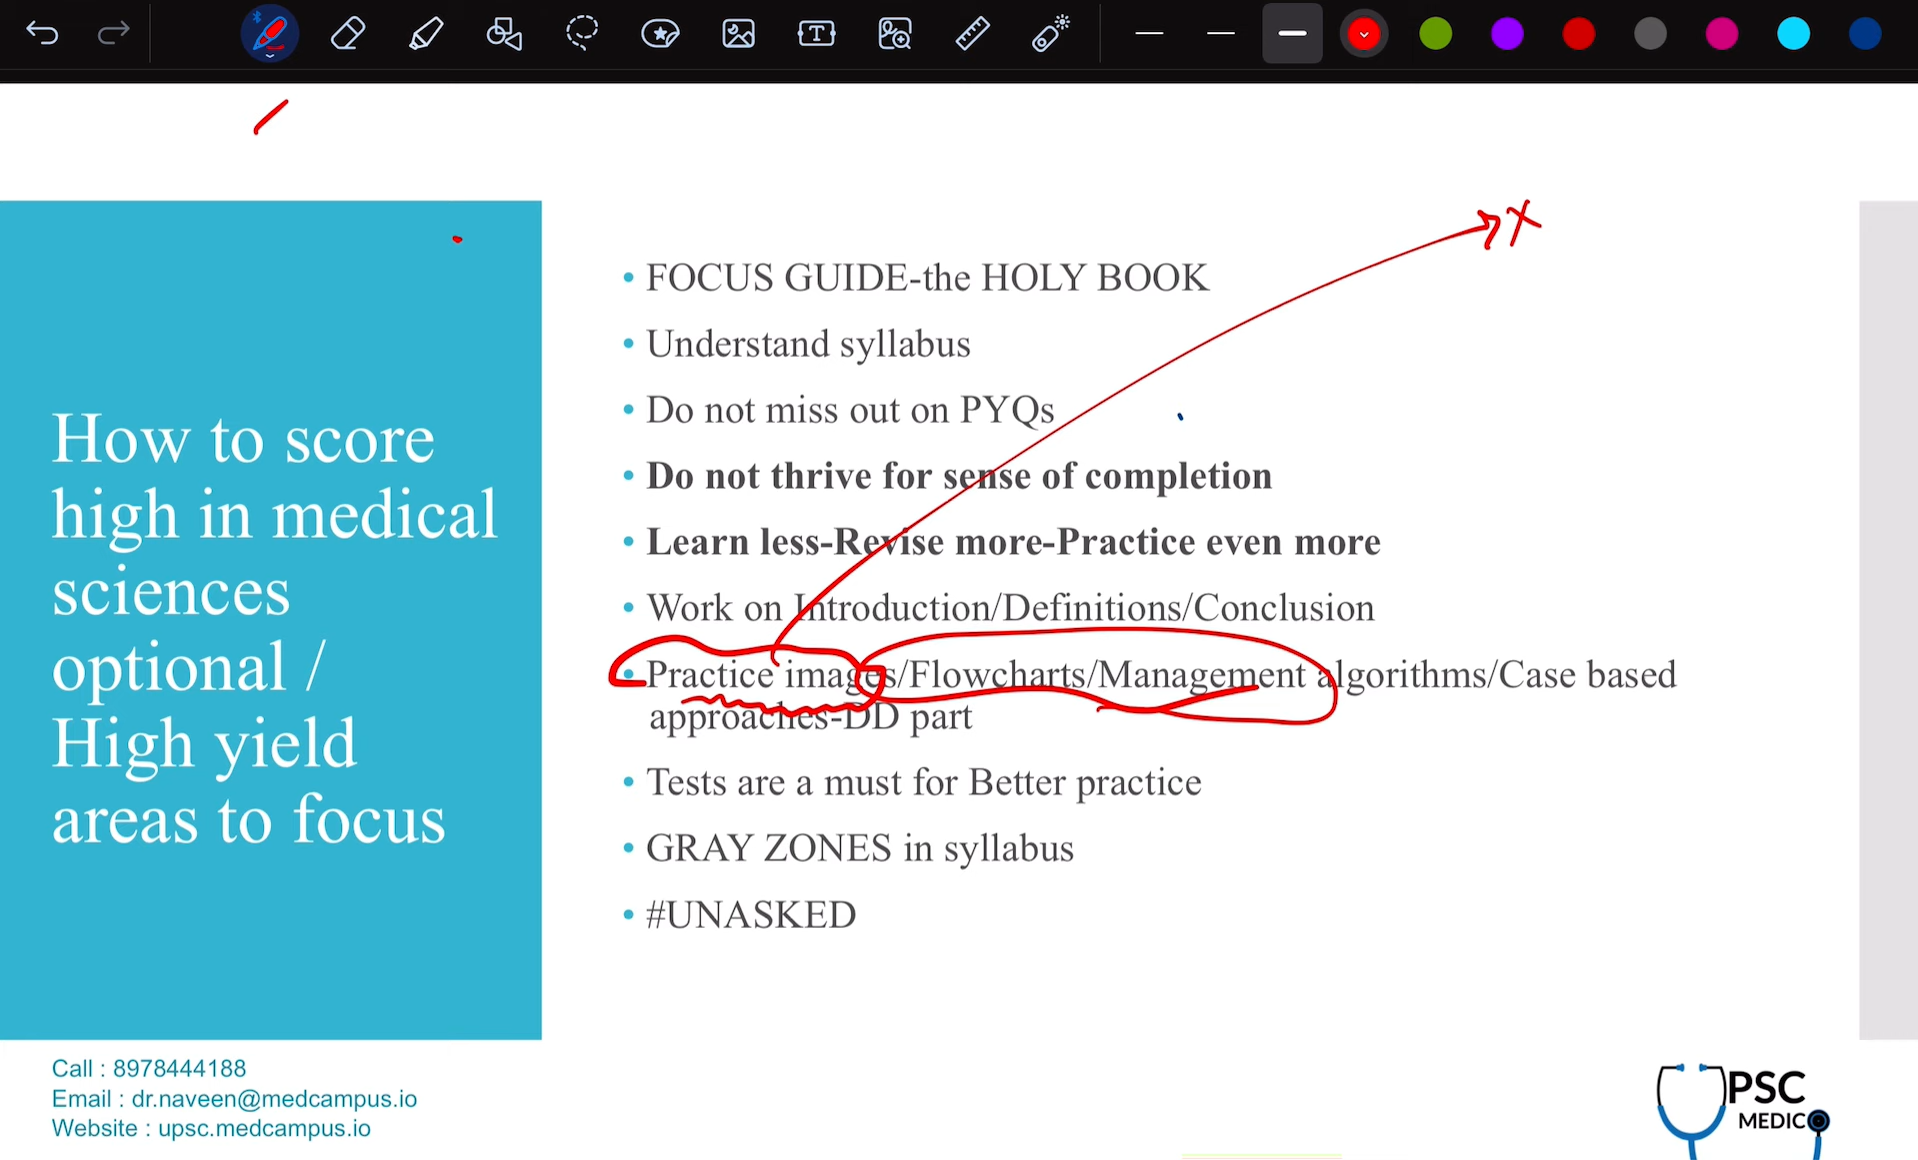 How to score
high in medical
sciences
optional /
High yield
areas to focus
• FOCUS GUIDE-the HOLY BOOK
• Understand syllabus
• Do not miss out on PYQs
• Do not thrive for sense of completion
• Learn less-Revise more-Practice even more
• Work on Introduction/Definitions/Conclusion
• Practice images/Flowcharts/Management algorithms/Case based
approaches-DD part
• Tests are a must for Better practice
• GRAY ZONES in syllabus
• #UNASKED
X
Call : 8978444188
Email : dr.naveen@medcampus.io
Website : upsc.medcampus.io
UPSC
MEDICO